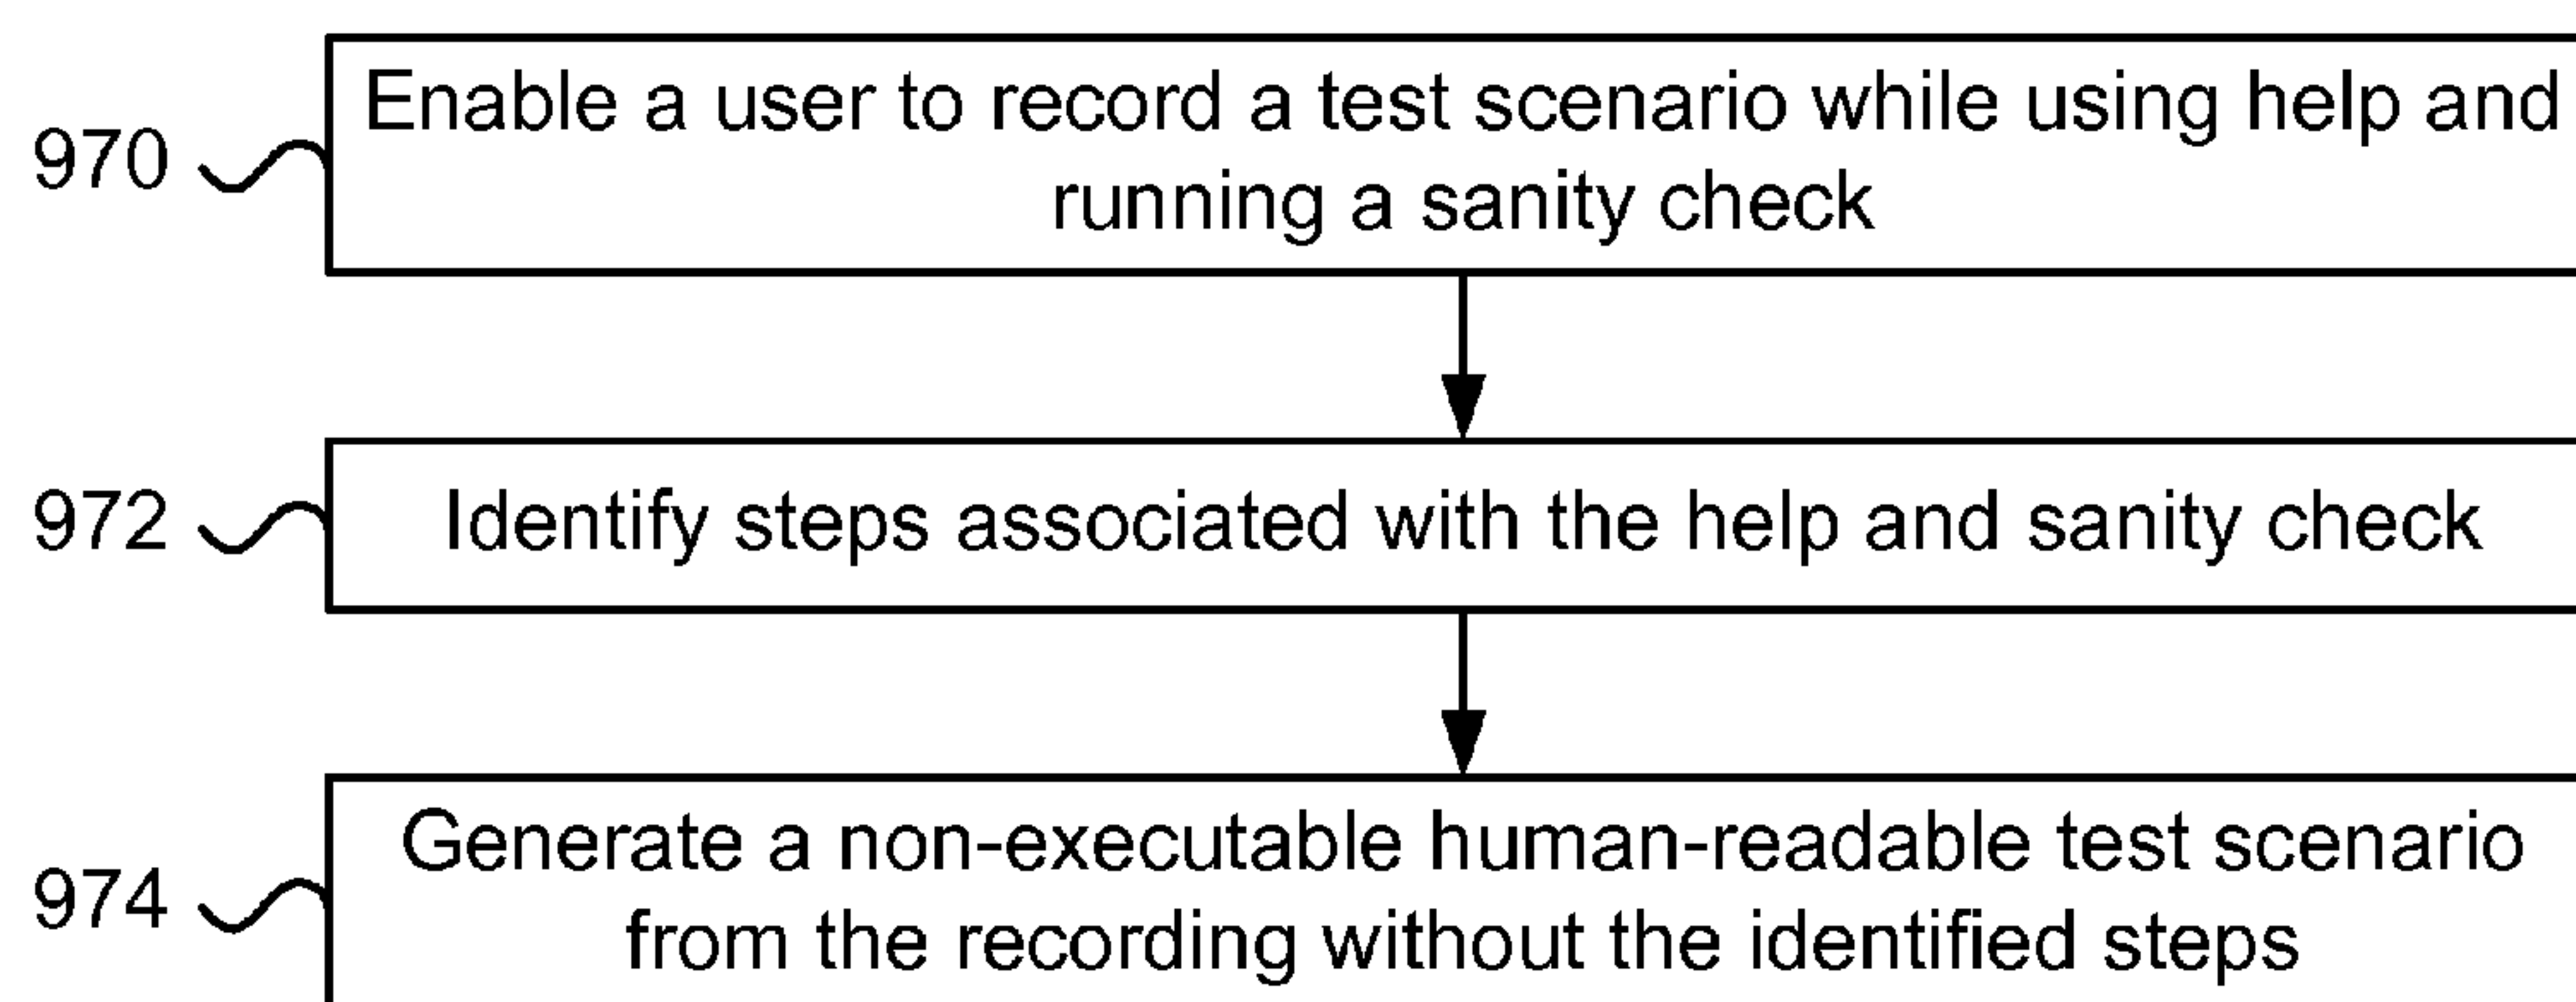 Enable a user to record a test scenario while using help and
970
running a sanity check
972 Identify steps associated with the help and sanity check
Generate a non-executable human-readable test scenario
974
from the recording without the identified steps